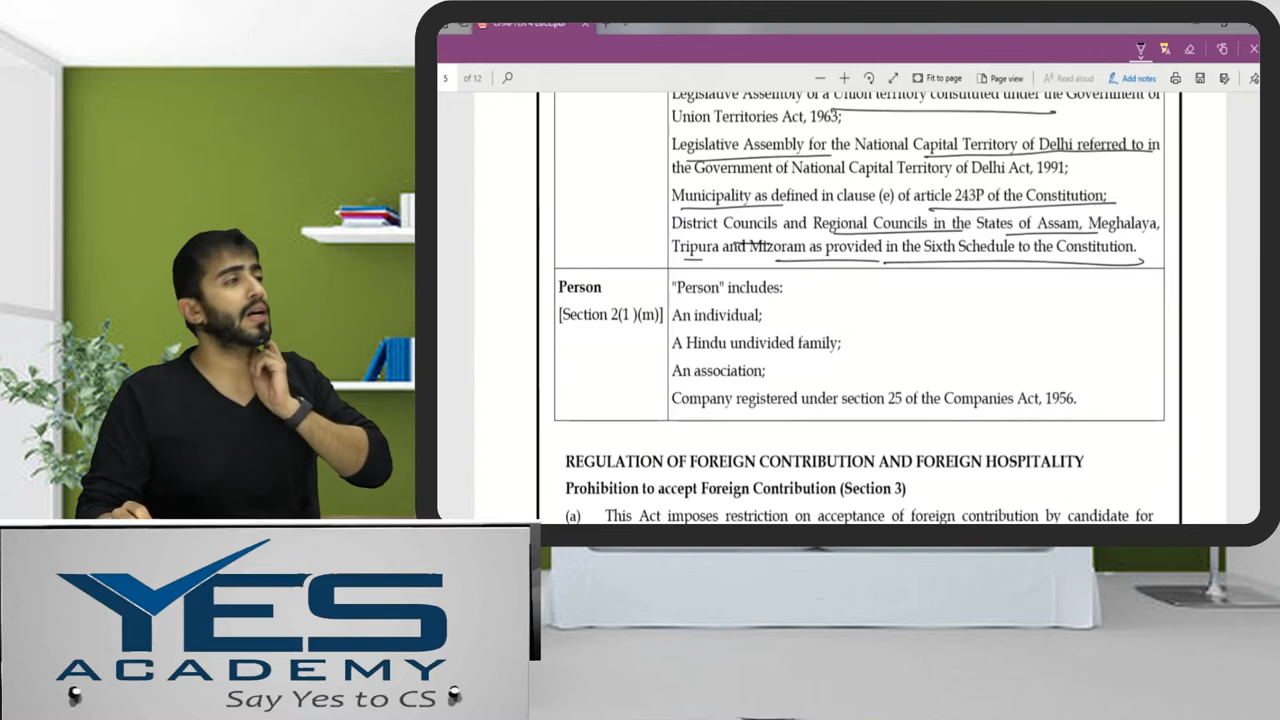 CHAPTER 4 EBCL.pdf
5 of 12
Fit to page
Page view
Read aloud
Add notes
Legislative Assembly of a Union territory constituted under the Government of
Union Territories Act, 1963;
Legislative Assembly for the National Capital Territory of Delhi referred to in
the Government of National Capital Territory of Delhi Act, 1991;
Municipality as defined in clause (e) of article 243P of the Constitution;
District Councils and Regional Councils in the States of Assam, Meghalaya,
Tripura and Mizoram as provided in the Sixth Schedule to the Constitution.
Person
[Section 2(1 )(m)]
"Person" includes:
An individual;
A Hindu undivided family;
An association;
Company registered under section 25 of the Companies Act, 1956.
REGULATION OF FOREIGN CONTRIBUTION AND FOREIGN HOSPITALITY
Prohibition to accept Foreign Contribution (Section 3)
(a) This Act imposes restriction on acceptance of foreign contribution by candidate for
YES
ACADEMY
Say Yes to CS